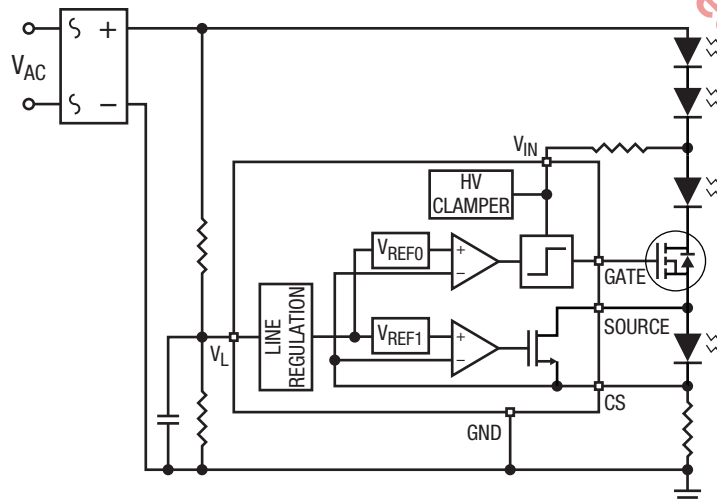 +
V_AC
−
V_IN
HV
CLAMPER
V_REF0
+
−
GATE
LINE
REGULATION
SOURCE
V_L
V_REF1
+
−
CS
GND